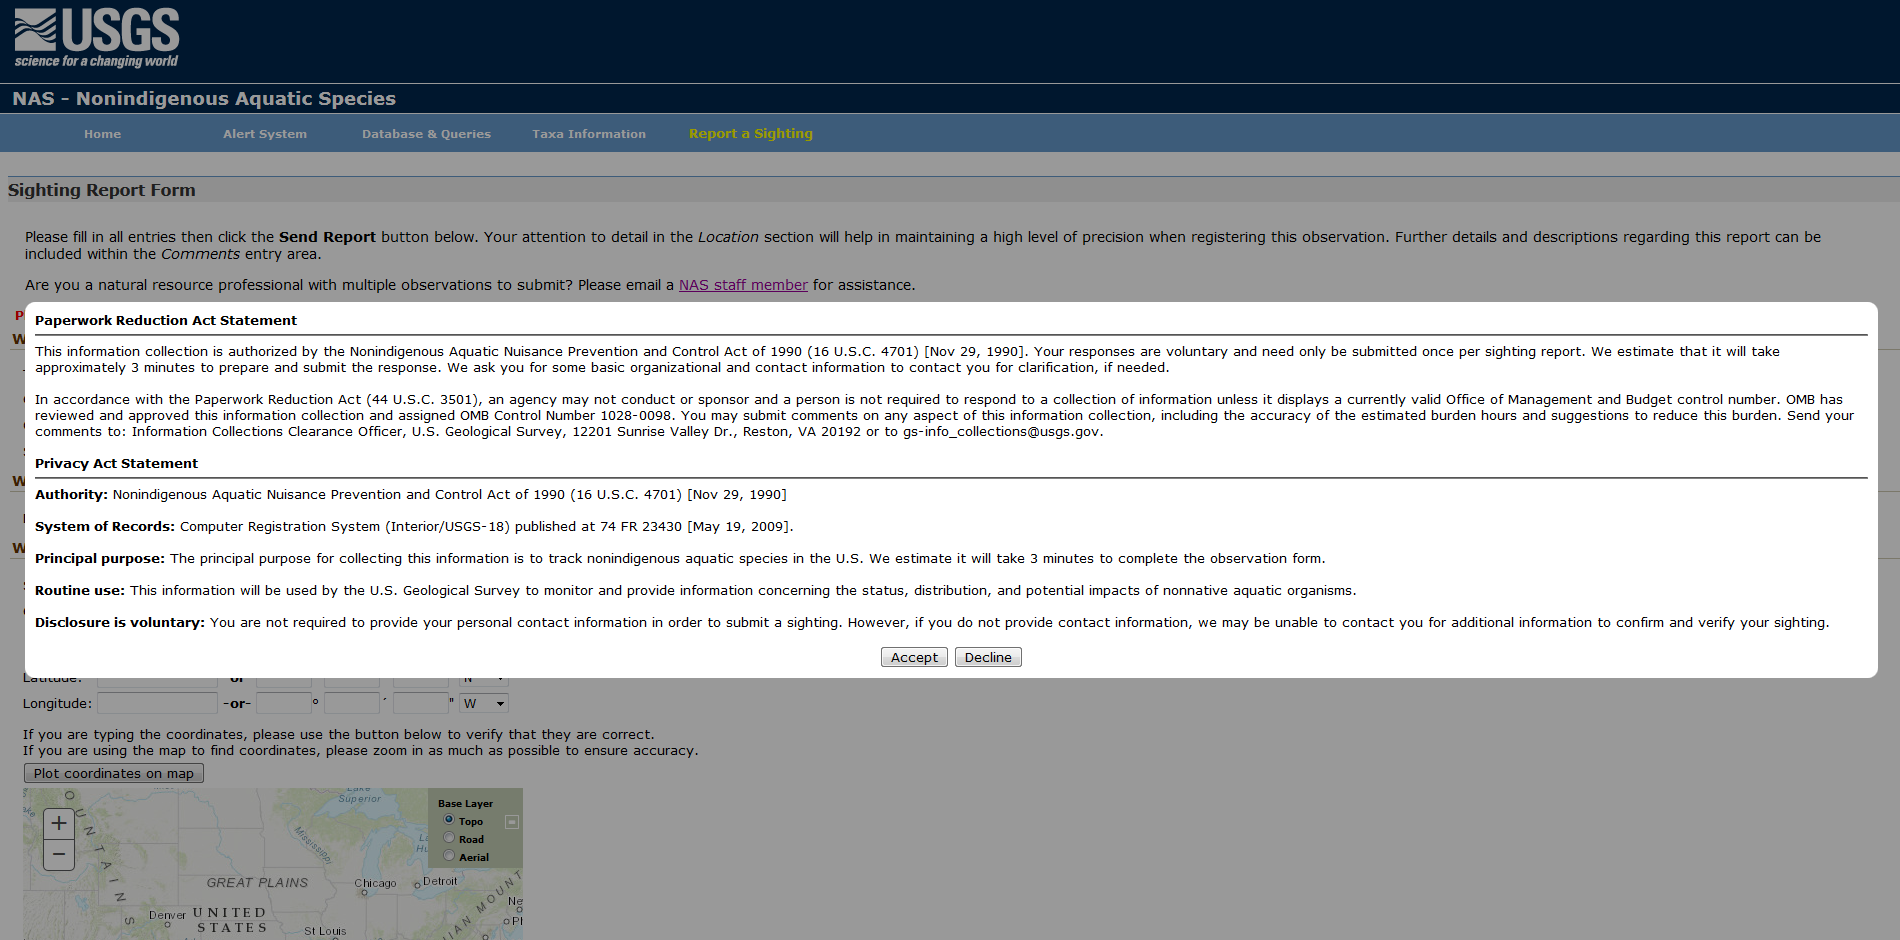 USGS
science for a changing world
NAS - Nonindigenous Aquatic Species
Home Alert System Database & Queries Taxa Information Report a Sighting
Sighting Report Form
Please fill in all entries then click the Send Report button below. Your attention to detail in the Location section will help in maintaining a high level of precision when registering this observation. Further details and descriptions regarding this report can be
included within the Comments entry area.
Are you a natural resource professional with multiple observations to submit? Please email a NAS staff member for assistance.
Paperwork Reduction Act Statement
This information collection is authorized by the Nonindigenous Aquatic Nuisance Prevention and Control Act of 1990 (16 U.S.C. 4701) [Nov 29, 1990]. Your responses are voluntary and need only be submitted once per sighting report. We estimate that it will take
approximately 3 minutes to prepare and submit the response. We ask you for some basic organizational and contact information to contact you for clarification, if needed.
In accordance with the Paperwork Reduction Act (44 U.S.C. 3501), an agency may not conduct or sponsor and a person is not required to respond to a collection of information unless it displays a currently valid Office of Management and Budget control number. OMB has
reviewed and approved this information collection and assigned OMB Control Number 1028-0098. You may submit comments on any aspect of this information collection, including the accuracy of the estimated burden hours and suggestions to reduce this burden. Send your
comments to: Information Collections Clearance Officer, U.S. Geological Survey, 12201 Sunrise Valley Dr., Reston, VA 20192 or to gs-info_collections@usgs.gov.
Privacy Act Statement
Authority: Nonindigenous Aquatic Nuisance Prevention and Control Act of 1990 (16 U.S.C. 4701) [Nov 29, 1990]
System of Records: Computer Registration System (Interior/USGS-18) published at 74 FR 23430 [May 19, 2009].
Principal purpose: The principal purpose for collecting this information is to track nonindigenous aquatic species in the U.S. We estimate it will take 3 minutes to complete the observation form.
Routine use: This information will be used by the U.S. Geological Survey to monitor and provide information concerning the status, distribution, and potential impacts of nonnative aquatic organisms.
Disclosure is voluntary: You are not required to provide your personal contact information in order to submit a sighting. However, if you do not provide contact information, we may be unable to contact you for additional information to confirm and verify your sighting.
Accept Decline
Latitude: -or- N
Longitude: -or- ° ´ " W
If you are typing the coordinates, please use the button below to verify that they are correct.
If you are using the map to find coordinates, please zoom in as much as possible to ensure accuracy.
Plot coordinates on map
Lake
Superior
Base Layer
Topo
Road
Aerial
+
−
Mississippi
OUNTAINS
GREAT PLAINS
Chicago
Detroit
Denver
UNITED
STATES
St Louis